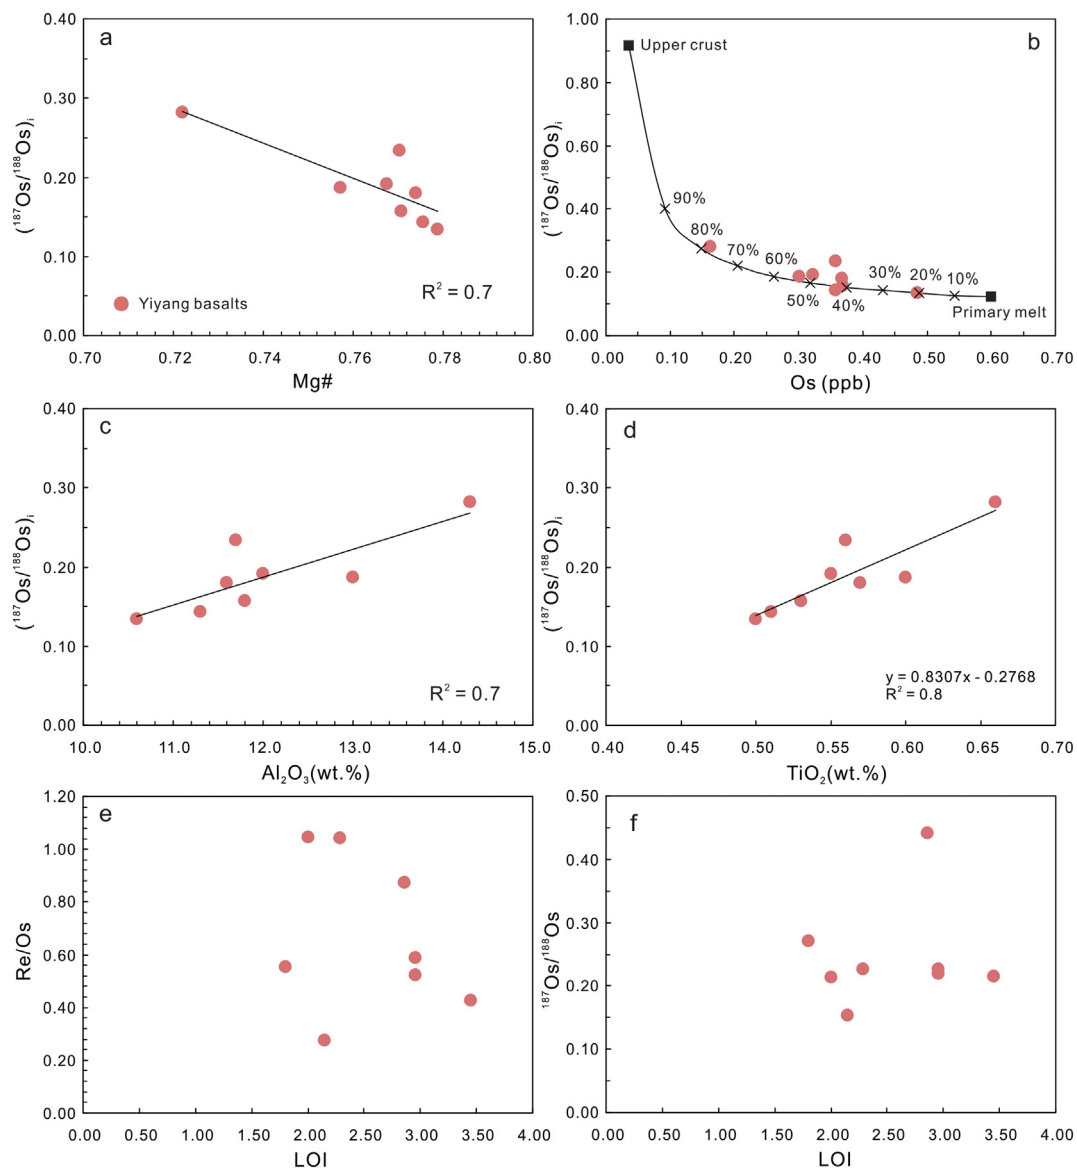 a
0.40
0.30
0.20
0.10
0.00
(¹⁸⁷Os/¹⁸⁸Os)ᵢ
Yiyang basalts
R² = 0.7
0.70 0.72 0.74 0.76 0.78 0.80
Mg#
b
1.00
0.80
0.60
0.40
0.20
0.00
(¹⁸⁷Os/¹⁸⁸Os)ᵢ
Upper crust
90%
80%
70%
60%
50%
40%
30%
20%
10%
Primary melt
0.00 0.10 0.20 0.30 0.40 0.50 0.60 0.70
Os (ppb)
c
0.40
0.30
0.20
0.10
0.00
(¹⁸⁷Os/¹⁸⁸Os)ᵢ
R² = 0.7
10.0 11.0 12.0 13.0 14.0 15.0
Al₂O₃(wt.%)
d
0.40
0.30
0.20
0.10
0.00
(¹⁸⁷Os/¹⁸⁸Os)ᵢ
y = 0.8307x - 0.2768
R² = 0.8
0.40 0.45 0.50 0.55 0.60 0.65 0.70
TiO₂(wt.%)
e
1.20
1.00
0.80
0.60
0.40
0.20
0.00
Re/Os
0.00 0.50 1.00 1.50 2.00 2.50 3.00 3.50 4.00
LOI
f
0.50
0.40
0.30
0.20
0.10
0.00
¹⁸⁷Os/¹⁸⁸Os
0.00 1.00 2.00 3.00 4.00
LOI